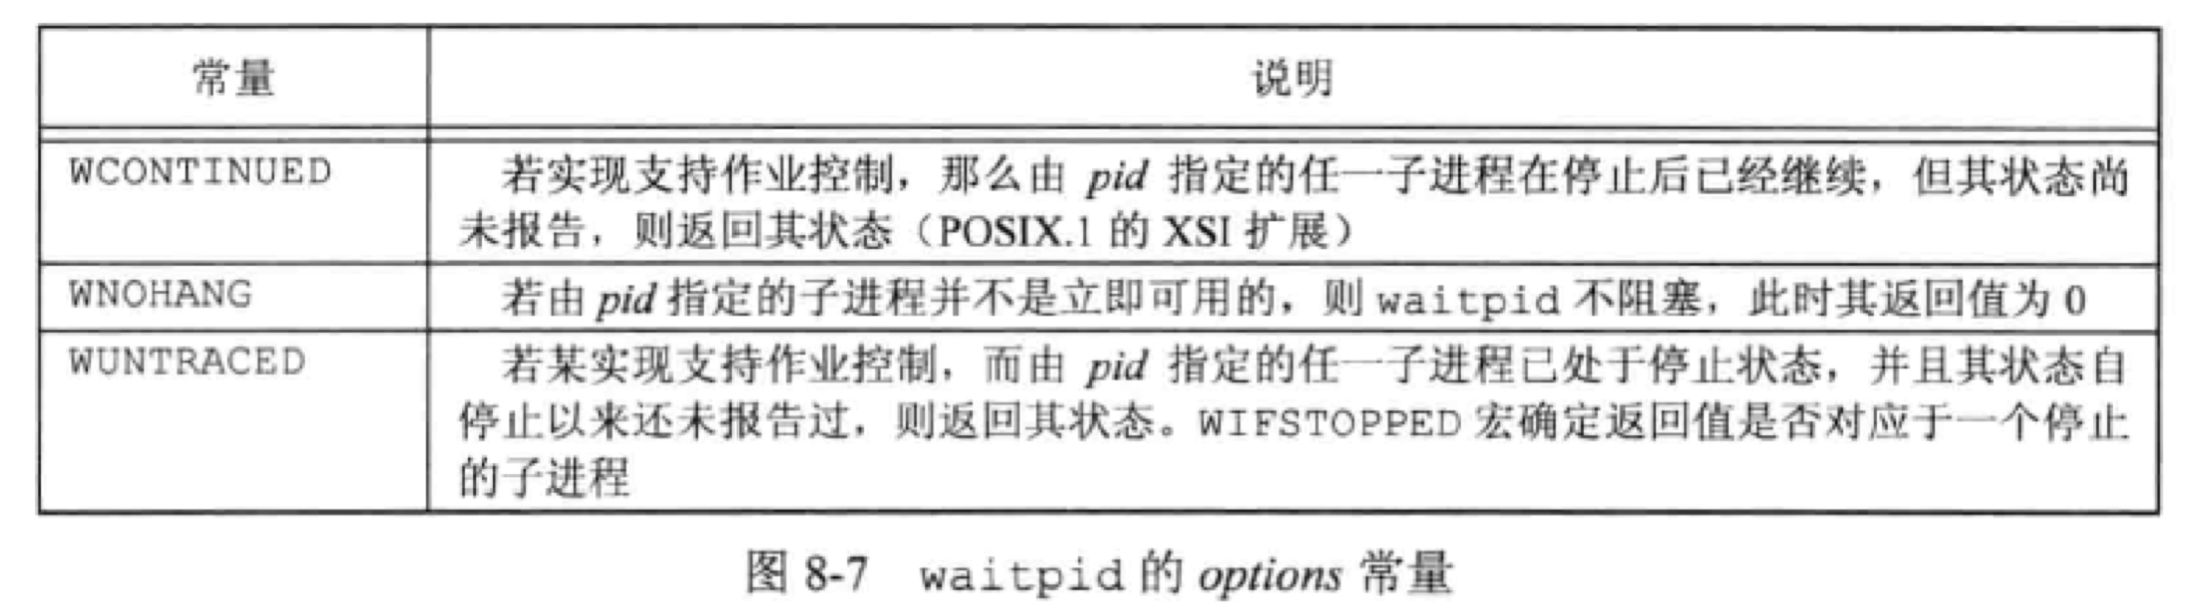 常量
说明
WCONTINUED
若实现支持作业控制，那么由 pid 指定的任一子进程在停止后已经继续，但其状态尚
未报告，则返回其状态（POSIX.1 的 XSI 扩展）
WNOHANG
若由 pid 指定的子进程并不是立即可用的，则 waitpid 不阻塞，此时其返回值为 0
WUNTRACED
若某实现支持作业控制，而由 pid 指定的任一子进程已处于停止状态，并且其状态自
停止以来还未报告过，则返回其状态。WIFSTOPPED 宏确定返回值是否对应于一个停止
的子进程
图 8-7 waitpid 的 options 常量